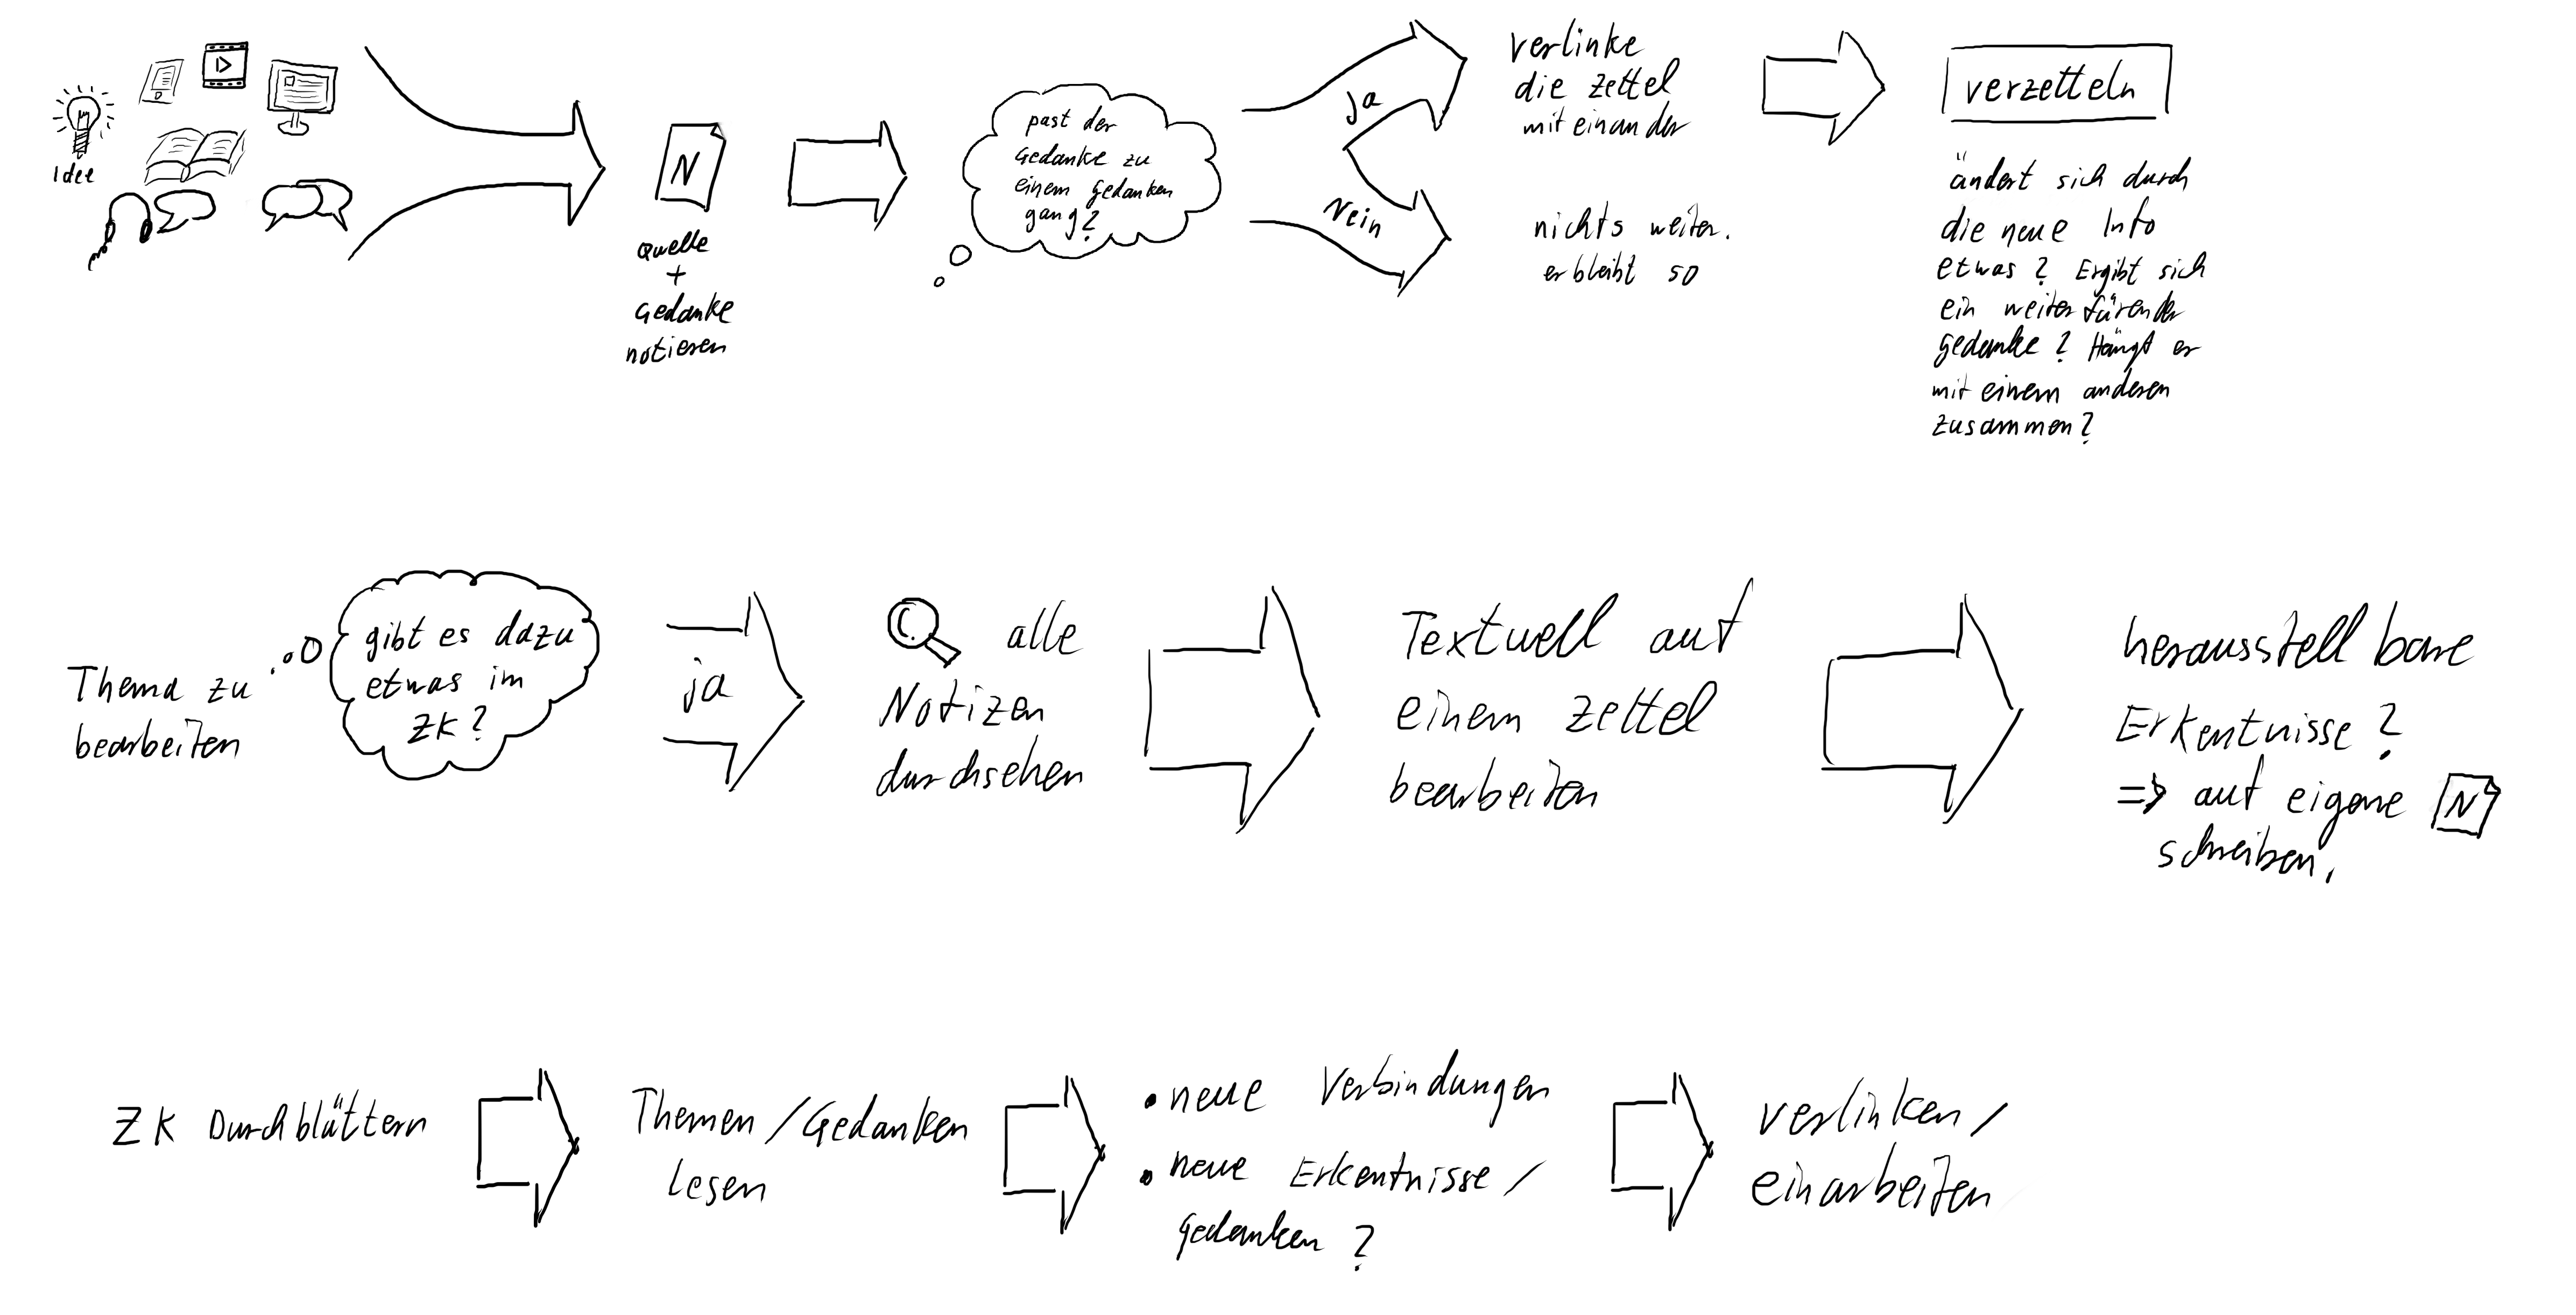 Idee
N
Quelle
+
Gedanke
notieren
past der
Gedanke zu
einem Gedanken
gang?
ja
Nein
verlinke
die Zettel
miteinander
nichts weiter.
er bleibt so
verzetteln
ändert sich durch
die neue Info
etwas? Ergibt sich
ein weiterfürender
Gedanke? Hängt er
mit einem anderen
zusammen?
Thema zu
bearbeiten
gibt es dazu
etwas im
ZK?
ja
alle
Notizen
durchsehen
Textuell auf
einem Zettel
bearbeiten
herausstellbare
Erkentnisse?
=> auf eigene N
schreiben.
ZK Durchblättern
Themen/Gedanken
lesen
• neue Verbindungen
• neue Erkentnisse/
Gedanken?
verlinken/
einarbeiten